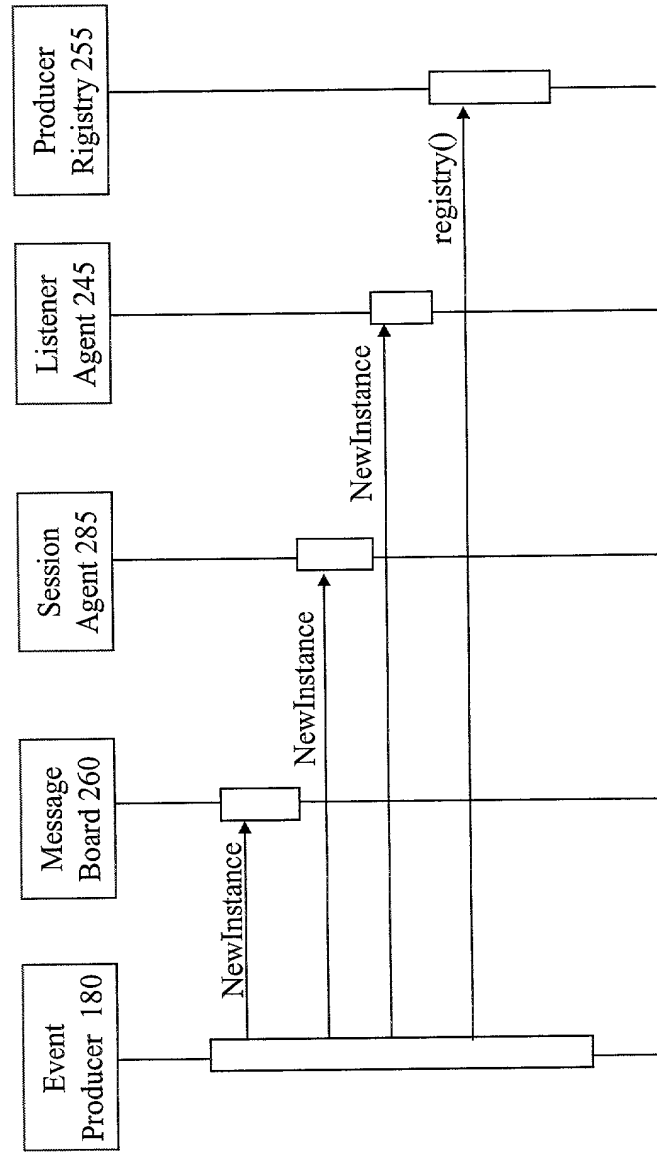 Event
Producer 180
Message
Board 260
Session
Agent 285
Listener
Agent 245
Producer
Rigistry 255
NewInstance
NewInstance
NewInstance
registry()